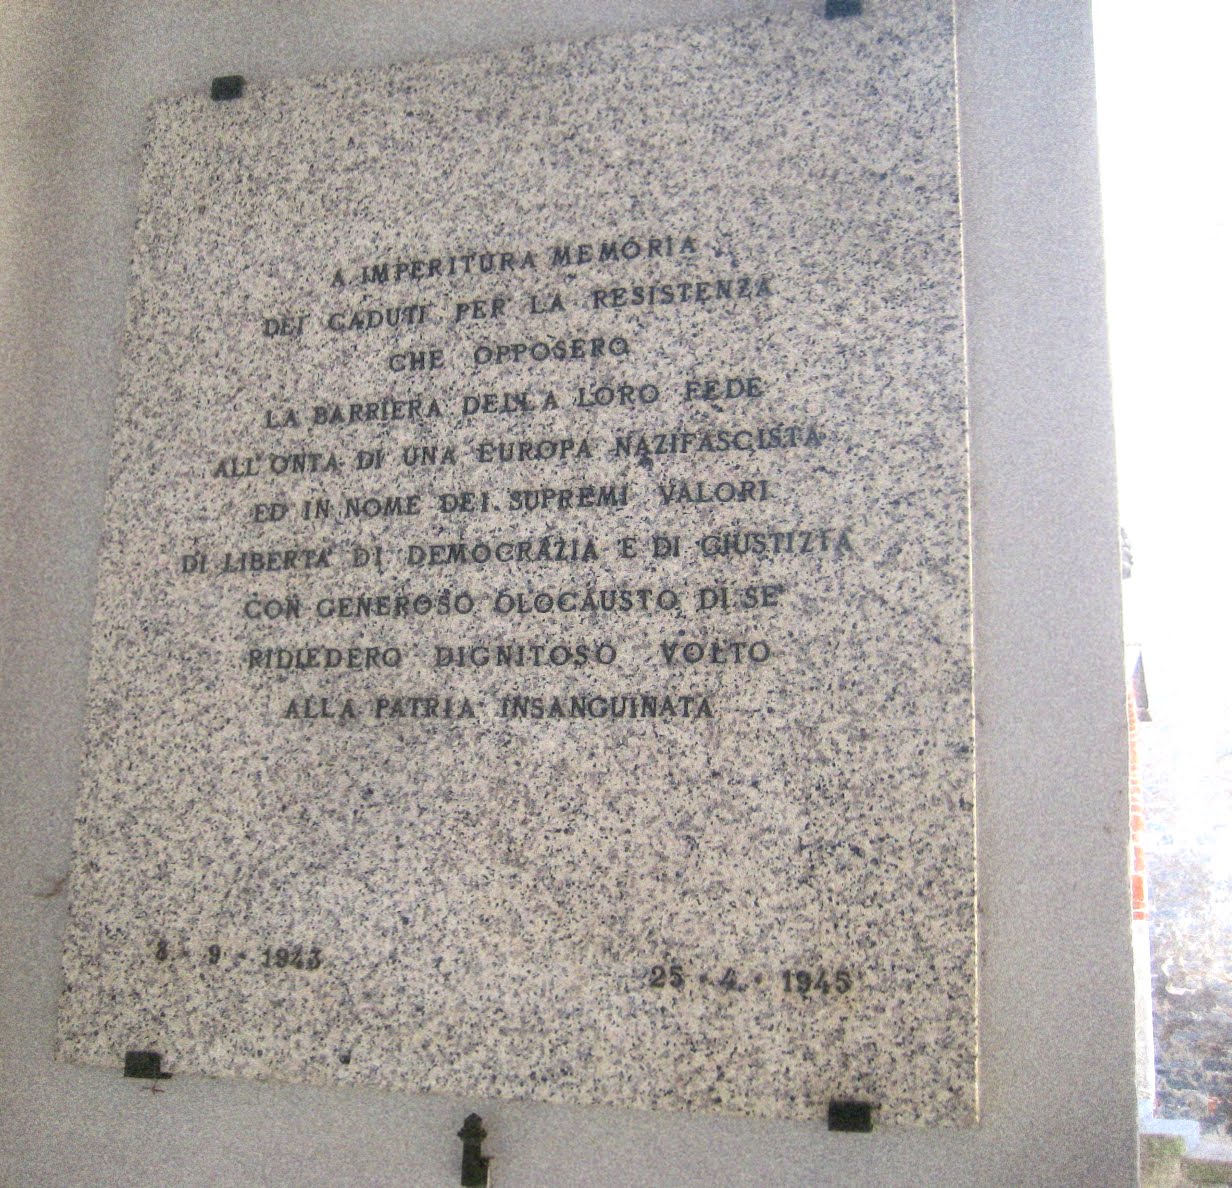 A IMPERITURA MEMÒRIA
DEI CADUTI PER LA RESISTENZA
CHE OPPOSERO
LA BARRIERA DELLA LORO FEDE
ALL'ONTA DI UNA EUROPA NAZIFASCISTA
ED IN NOME DEI SUPREMI VALORI
DI LIBERTA' DI DEMOCRAZIA E DI GIUSTIZIA
CON GENEROSO OLOCAUSTO DI SE'
RIDIEDERO DIGNITOSO VOLTO
ALLA PATRIA INSANGUINATA
8 · 9 · 1943 25 · 4 · 1945